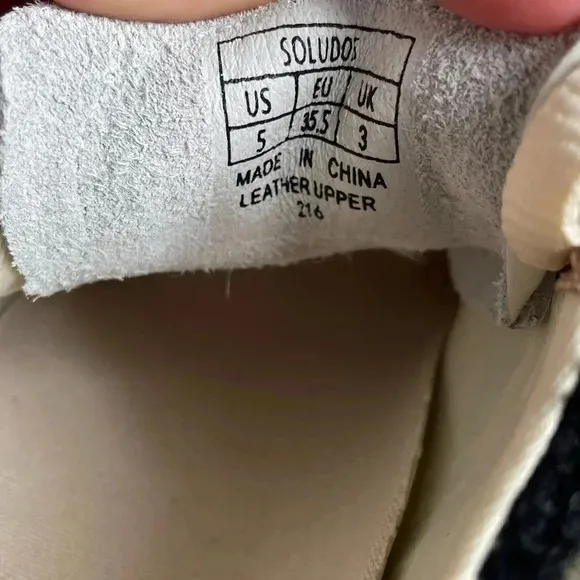 SOLUDOS
US EU UK
5 35.5 3
MADE IN CHINA
LEATHER UPPER
216